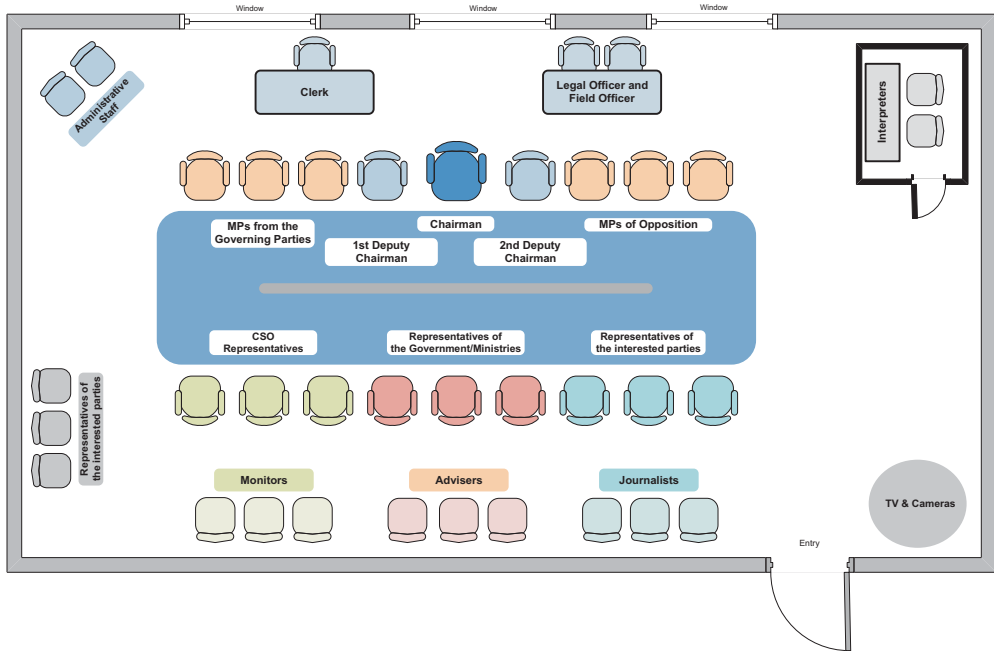 Window
Window
Window
Administrative
Staff
Clerk
Legal Officer and
Field Officer
Interpreters
MPs from the
Governing Parties
Chairman
MPs of Opposition
1st Deputy
Chairman
2nd Deputy
Chairman
CSO
Representatives
Representatives of
the Government/Ministries
Representatives of
the interested parties
Representatives of
the interested parties
Monitors
Advisers
Journalists
TV & Cameras
Entry